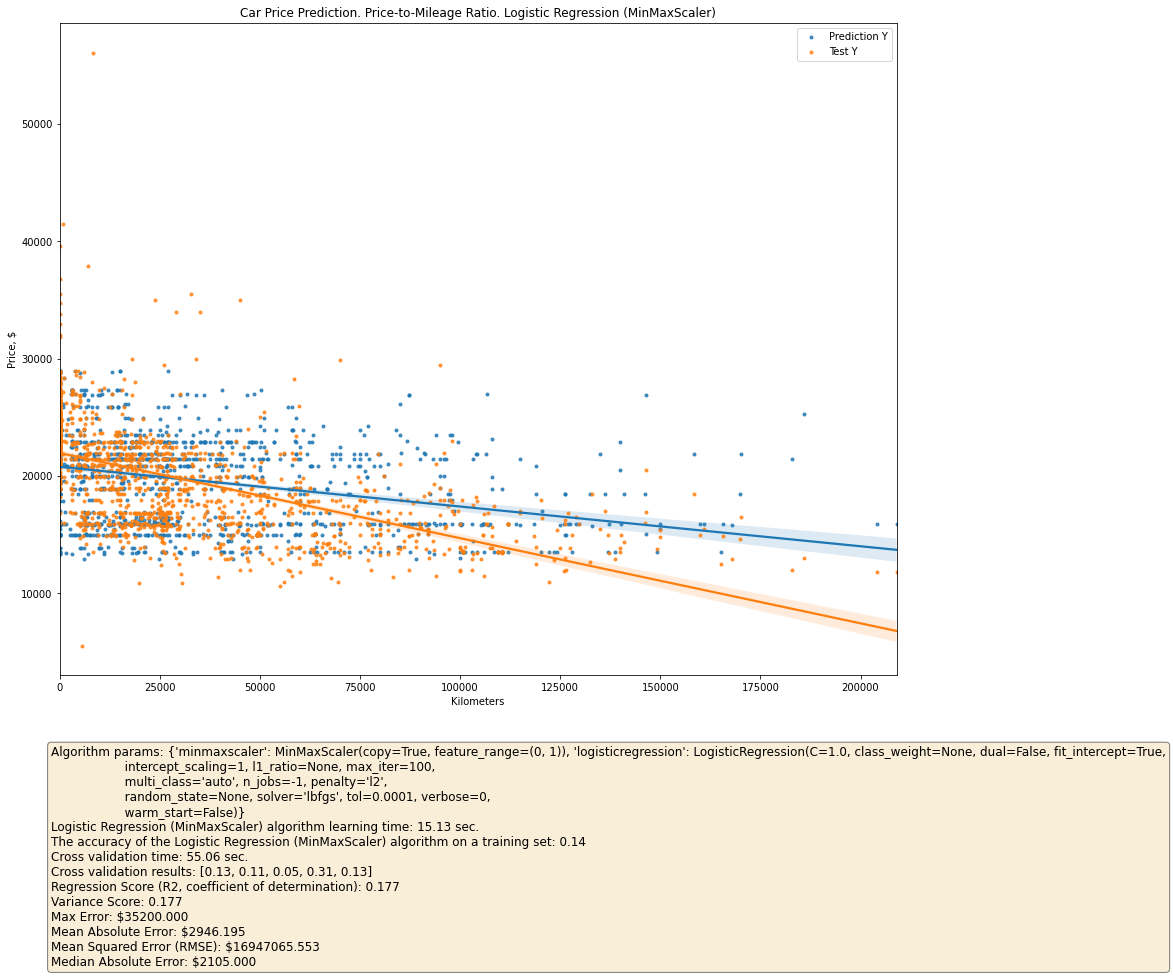 Car Price Prediction. Price-to-Mileage Ratio. Logistic Regression (MinMaxScaler)
Prediction Y
Test Y
50000
40000
30000
20000
10000
Price, $
0 25000 50000 75000 100000 125000 150000 175000 200000
Kilometers
Algorithm params: {'minmaxscaler': MinMaxScaler(copy=True, feature_range=(0, 1)), 'logisticregression': LogisticRegression(C=1.0, class_weight=None, dual=False, fit_intercept=True,
intercept_scaling=1, l1_ratio=None, max_iter=100,
multi_class='auto', n_jobs=-1, penalty='l2',
random_state=None, solver='lbfgs', tol=0.0001, verbose=0,
warm_start=False)}
Logistic Regression (MinMaxScaler) algorithm learning time: 15.13 sec.
The accuracy of the Logistic Regression (MinMaxScaler) algorithm on a training set: 0.14
Cross validation time: 55.06 sec.
Cross validation results: [0.13, 0.11, 0.05, 0.31, 0.13]
Regression Score (R2, coefficient of determination): 0.177
Variance Score: 0.177
Max Error: $35200.000
Mean Absolute Error: $2946.195
Mean Squared Error (RMSE): $16947065.553
Median Absolute Error: $2105.000